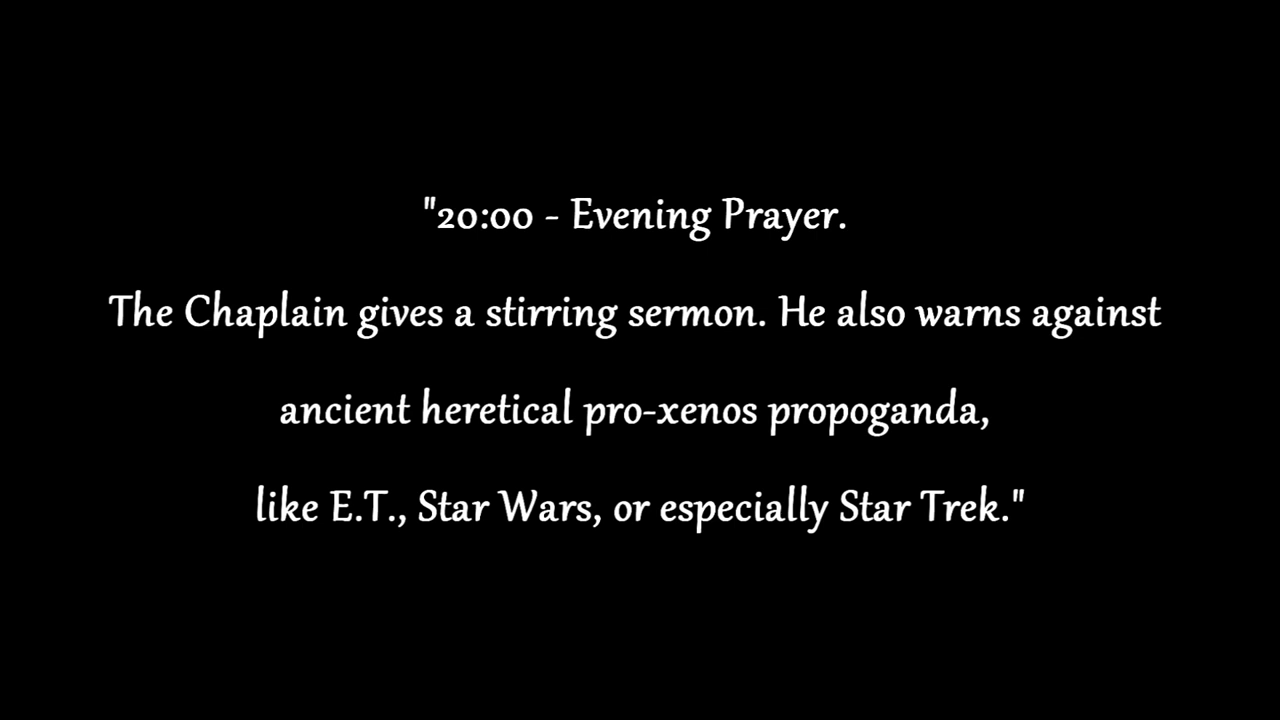 "20:00 - Evening Prayer.
The Chaplain gives a stirring sermon. He also warns against
ancient heretical pro-xenos propoganda,
like E.T., Star Wars, or especially Star Trek."